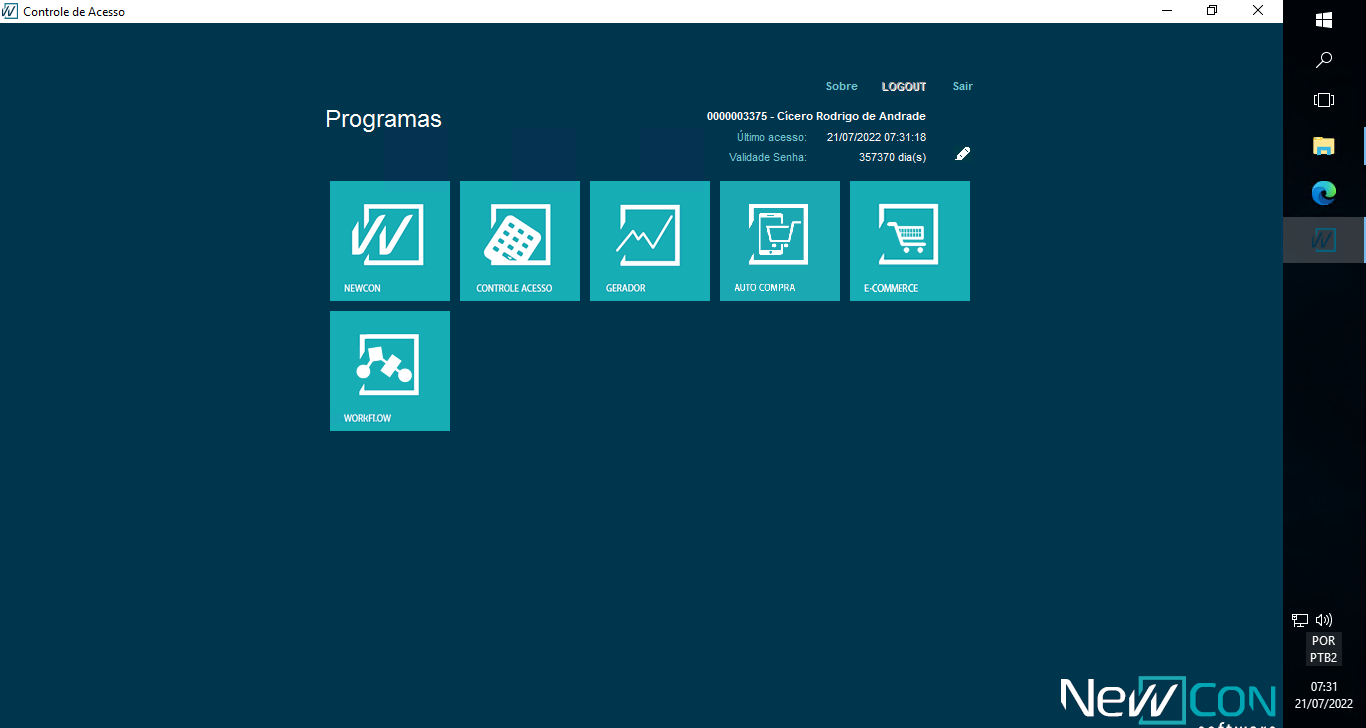 Controle de Acesso
Sobre LOGOUT Sair
Programas
0000003375 - Cícero Rodrigo de Andrade
Último acesso: 21/07/2022 07:31:18
Validade Senha: 357370 dia(s)
NEWCON CONTROLE ACESSO GERADOR AUTO COMPRA E-COMMERCE
WORKFLOW
POR
PTB2
07:31
21/07/2022
NewCON
software